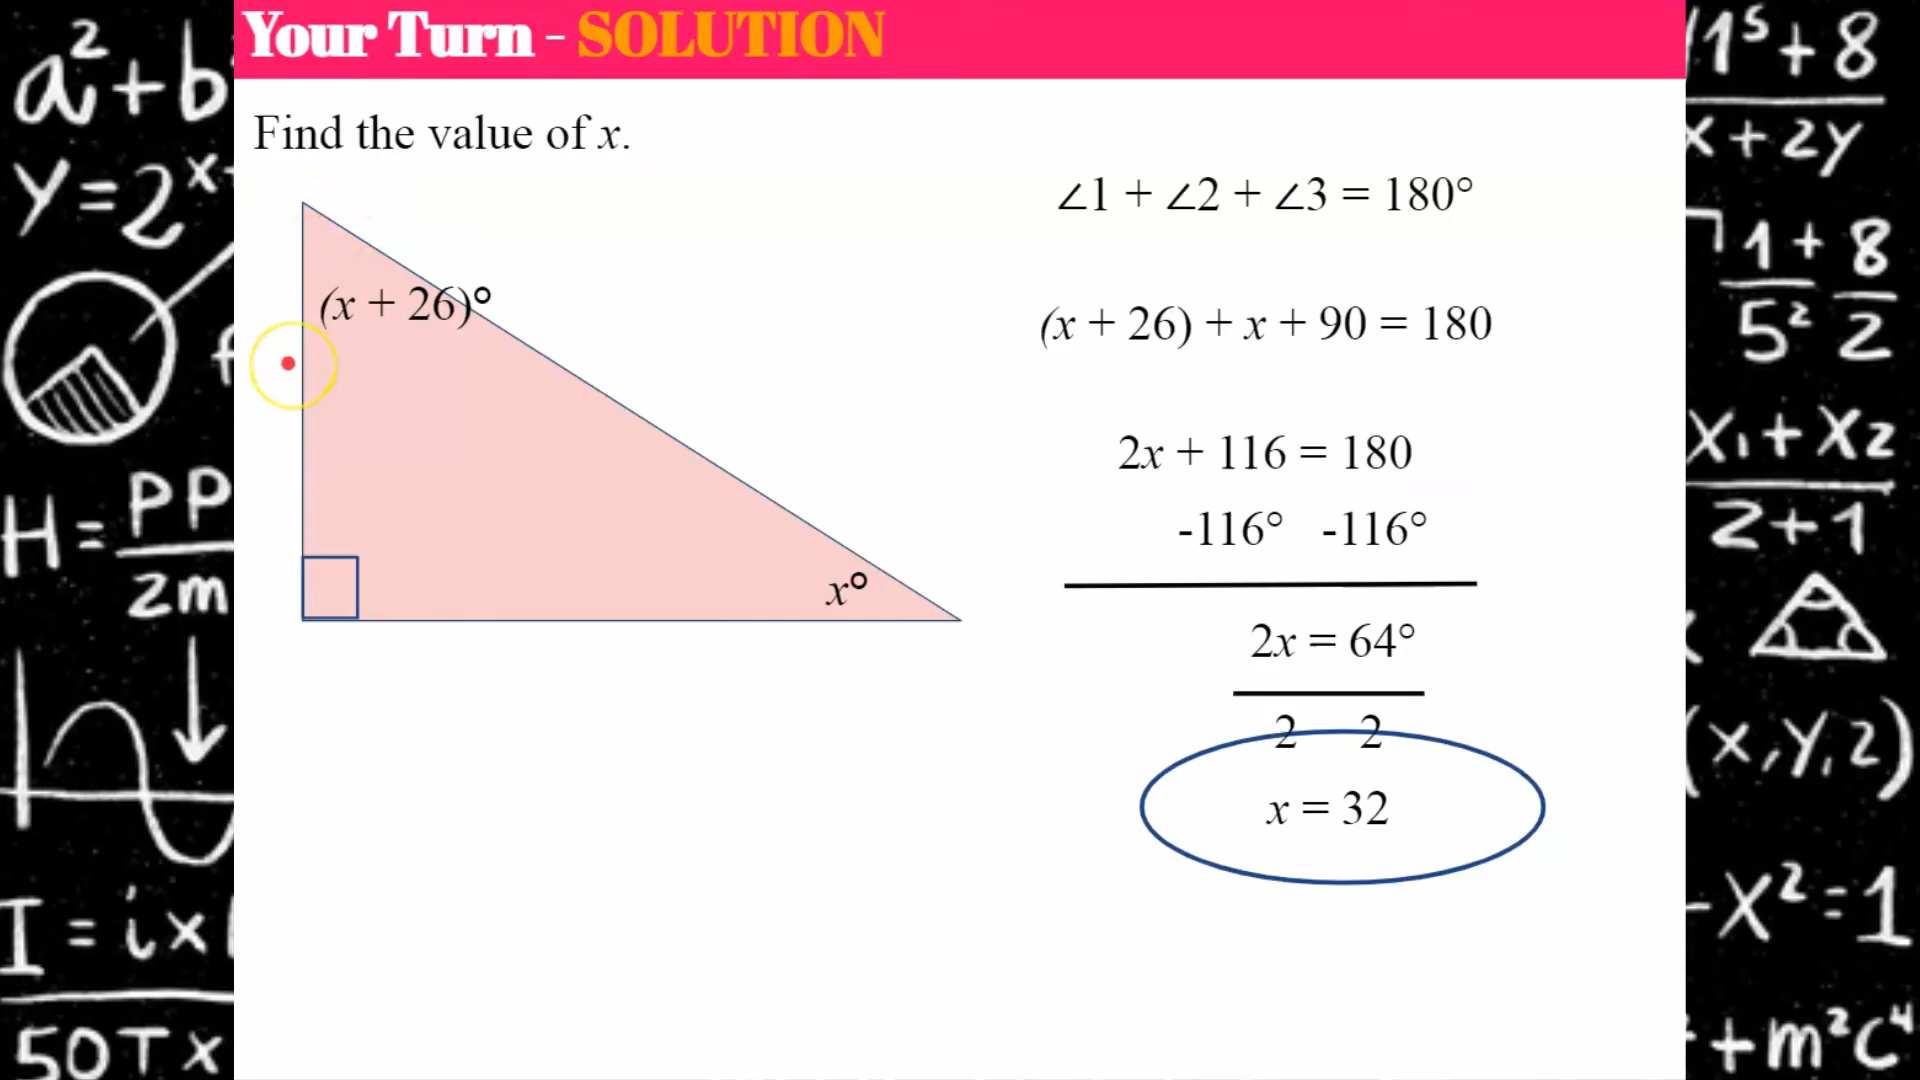 Your Turn - SOLUTION
Find the value of x.
(x + 26)°
x°
∠1 + ∠2 + ∠3 = 180°
(x + 26) + x + 90 = 180
2x + 116 = 180
-116° -116°
2x = 64°
2 2
x = 32
a² + b
y = 2ˣ
H = pp
2m
I = i x
50T x
1⁵ + 8
x + 2y
1 + 8
5² 2
x₁ + x₂
2 + 1
(x, y, 2)
-x² = 1
+ m²c⁴